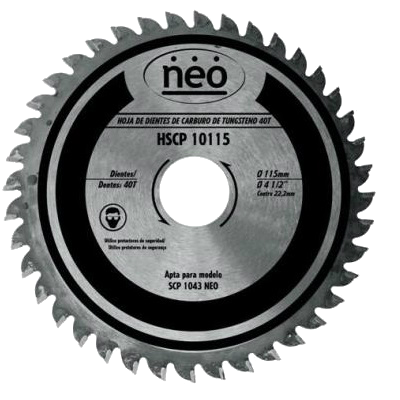 neo
HOJA DE DIENTES DE CARBURO DE TUNGSTENO 40T
HSCP 10115
Dientes/
Dentes: 40T
Ø 115mm
Ø 4 1/2"
Centro 22,2mm
Utilice protectores de seguridad/
Utilize protetores de segurança
Apta para modelo
SCP 1043 NEO